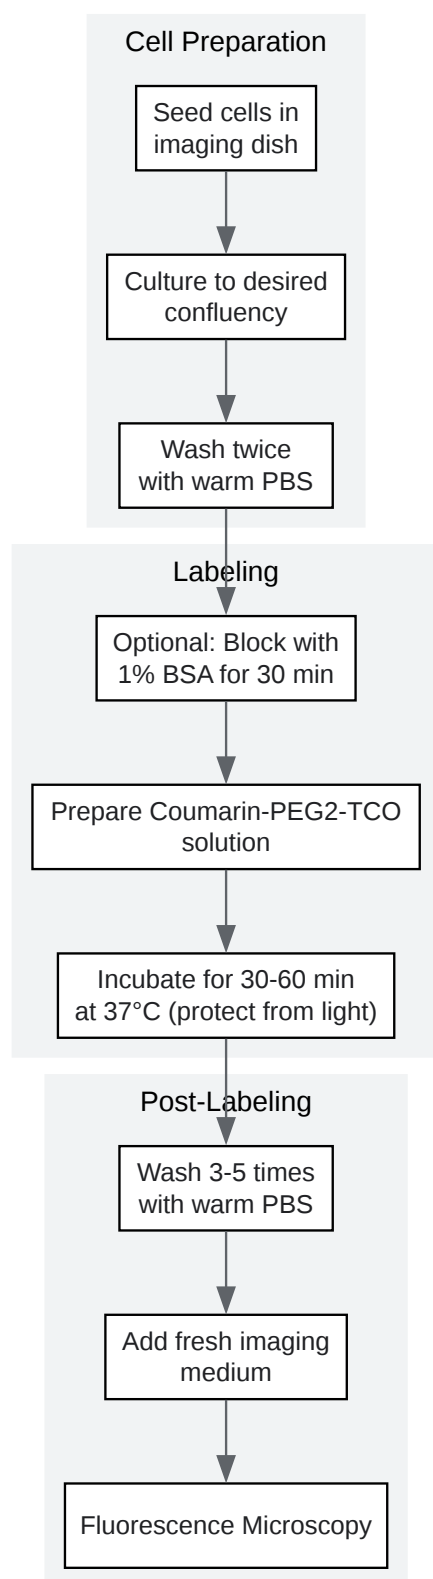 Cell Preparation
Seed cells in
imaging dish
Culture to desired
confluency
Wash twice
with warm PBS
Labeling
Optional: Block with
1% BSA for 30 min
Prepare Coumarin-PEG2-TCO
solution
Incubate for 30-60 min
at 37°C (protect from light)
Post-Labeling
Wash 3-5 times
with warm PBS
Add fresh imaging
medium
Fluorescence Microscopy